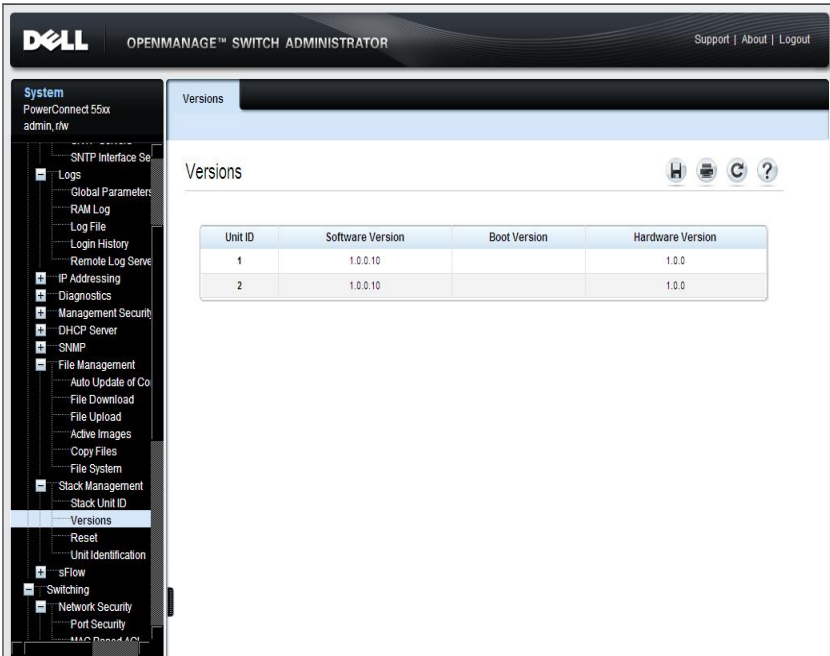 DELL OPENMANAGE™ SWITCH ADMINISTRATOR
Support | About | Logout
System
PowerConnect 55xx
admin, r/w
SNTP Interface Se
Logs
Global Parameters
RAM Log
Log File
Login History
Remote Log Serve
IP Addressing
Diagnostics
Management Security
DHCP Server
SNMP
File Management
Auto Update of Co
File Download
File Upload
Active Images
Copy Files
File System
Stack Management
Stack Unit ID
Versions
Reset
Unit Identification
sFlow
Switching
Network Security
Port Security
Versions
Versions
?
Unit ID Software Version Boot Version Hardware Version
1 1.0.0.10 1.0.0
2 1.0.0.10 1.0.0